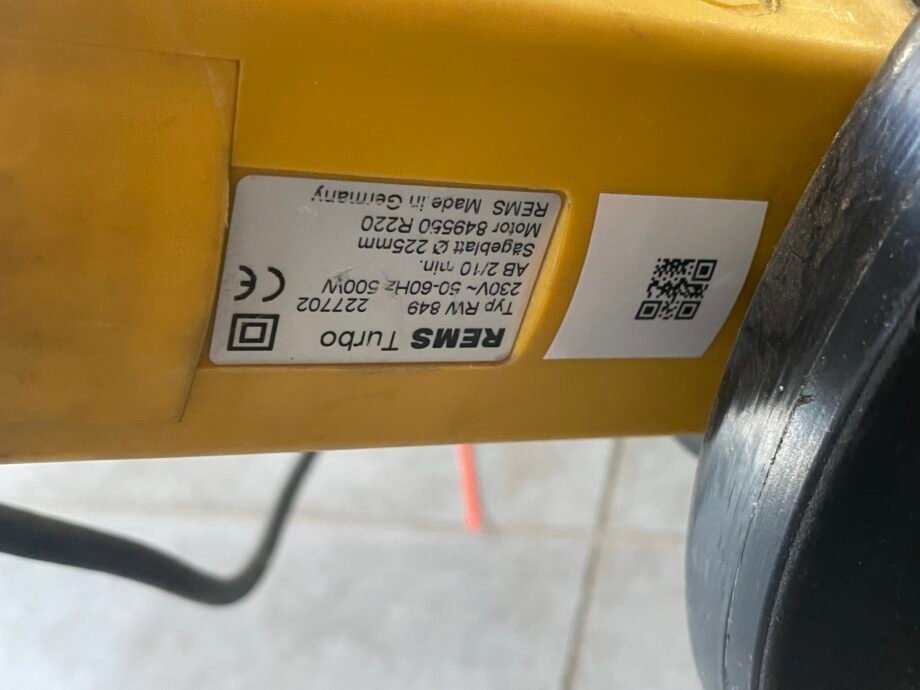 REMS Turbo
Typ RW 849 227702
230V~ 50-60Hz 500W
AB 2/10 min.
Sägeblatt Ø 225mm
Motor 849550 R220
REMS Made in Germany
CE